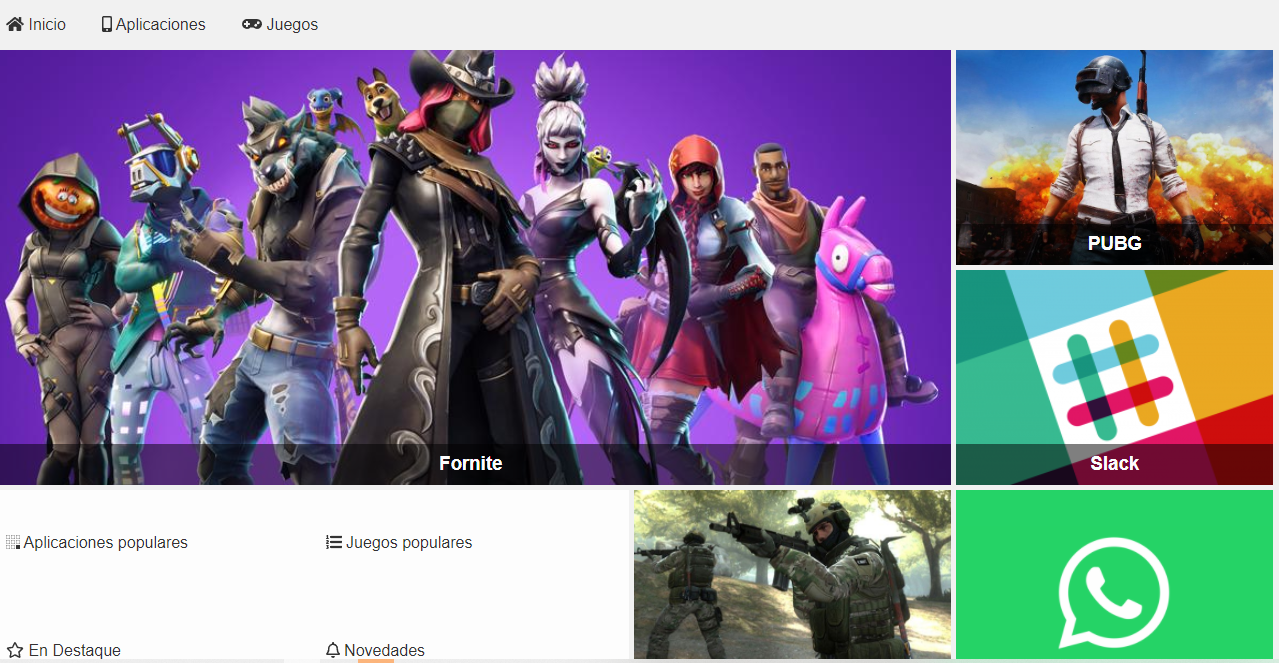 Inicio
Aplicaciones
Juegos
PUBG
Fornite
Slack
Aplicaciones populares
Juegos populares
En Destaque
Novedades